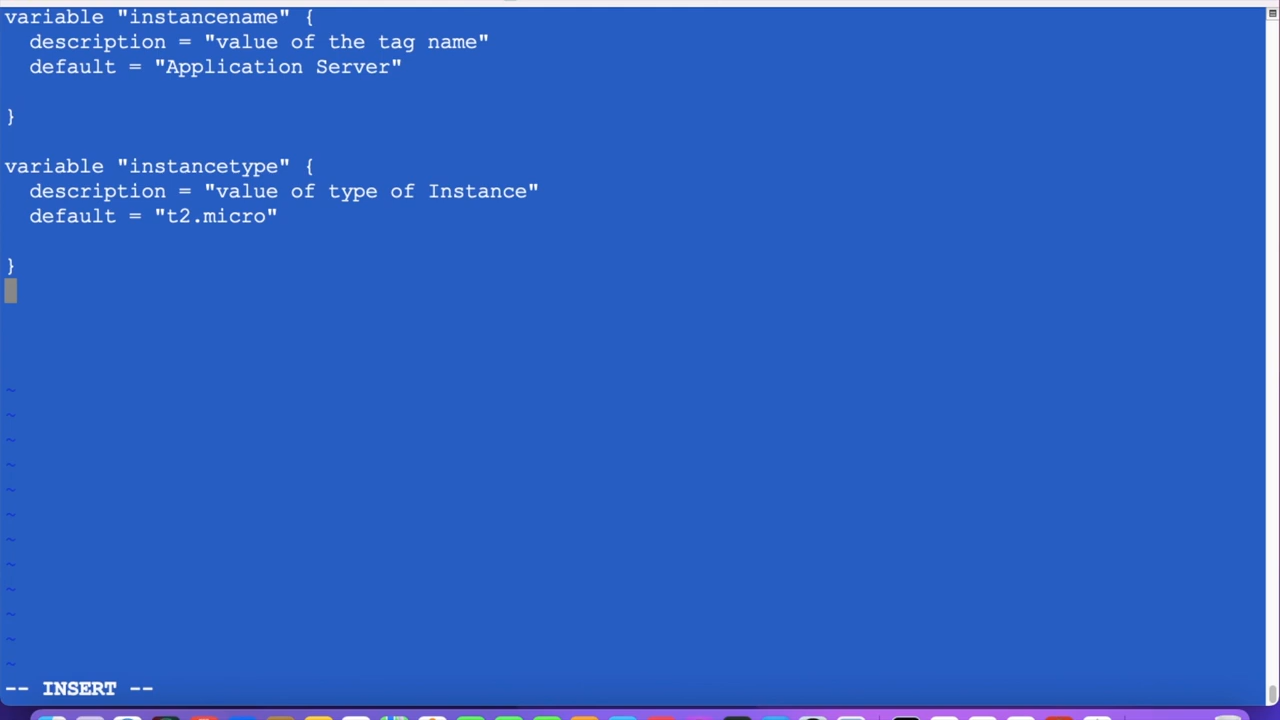 variable "instancename" {
  description = "value of the tag name"
  default = "Application Server"
}
variable "instancetype" {
  description = "value of type of Instance"
  default = "t2.micro"
}
~
~
~
~
~
~
~
~
~
~
~
~
-- INSERT --